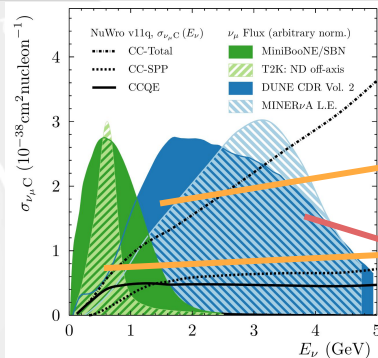 NuWro v11q, σνμC(Eν)
CC-Total
CC-SPP
CCQE
νμ Flux (arbitrary norm.)
MiniBooNE/SBN
T2K: ND off-axis
DUNE CDR Vol. 2
MINERνA L.E.
σνμC (10⁻³⁸cm²nucleon⁻¹)
4
3
2
1
0
0 1 2 3 4 5
Eν (GeV)